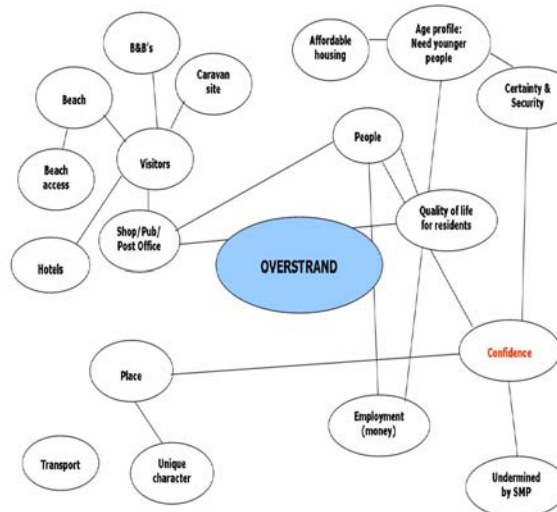 B&B's
Affordable
housing
Age profile:
Need younger
people
Caravan
site
Beach
Certainty &
Security
People
Visitors
Beach
access
Quality of life
for residents
Shop/Pub/
Post Office
OVERSTRAND
Hotels
Confidence
Place
Employment
(money)
Transport
Unique
character
Undermined
by SMP